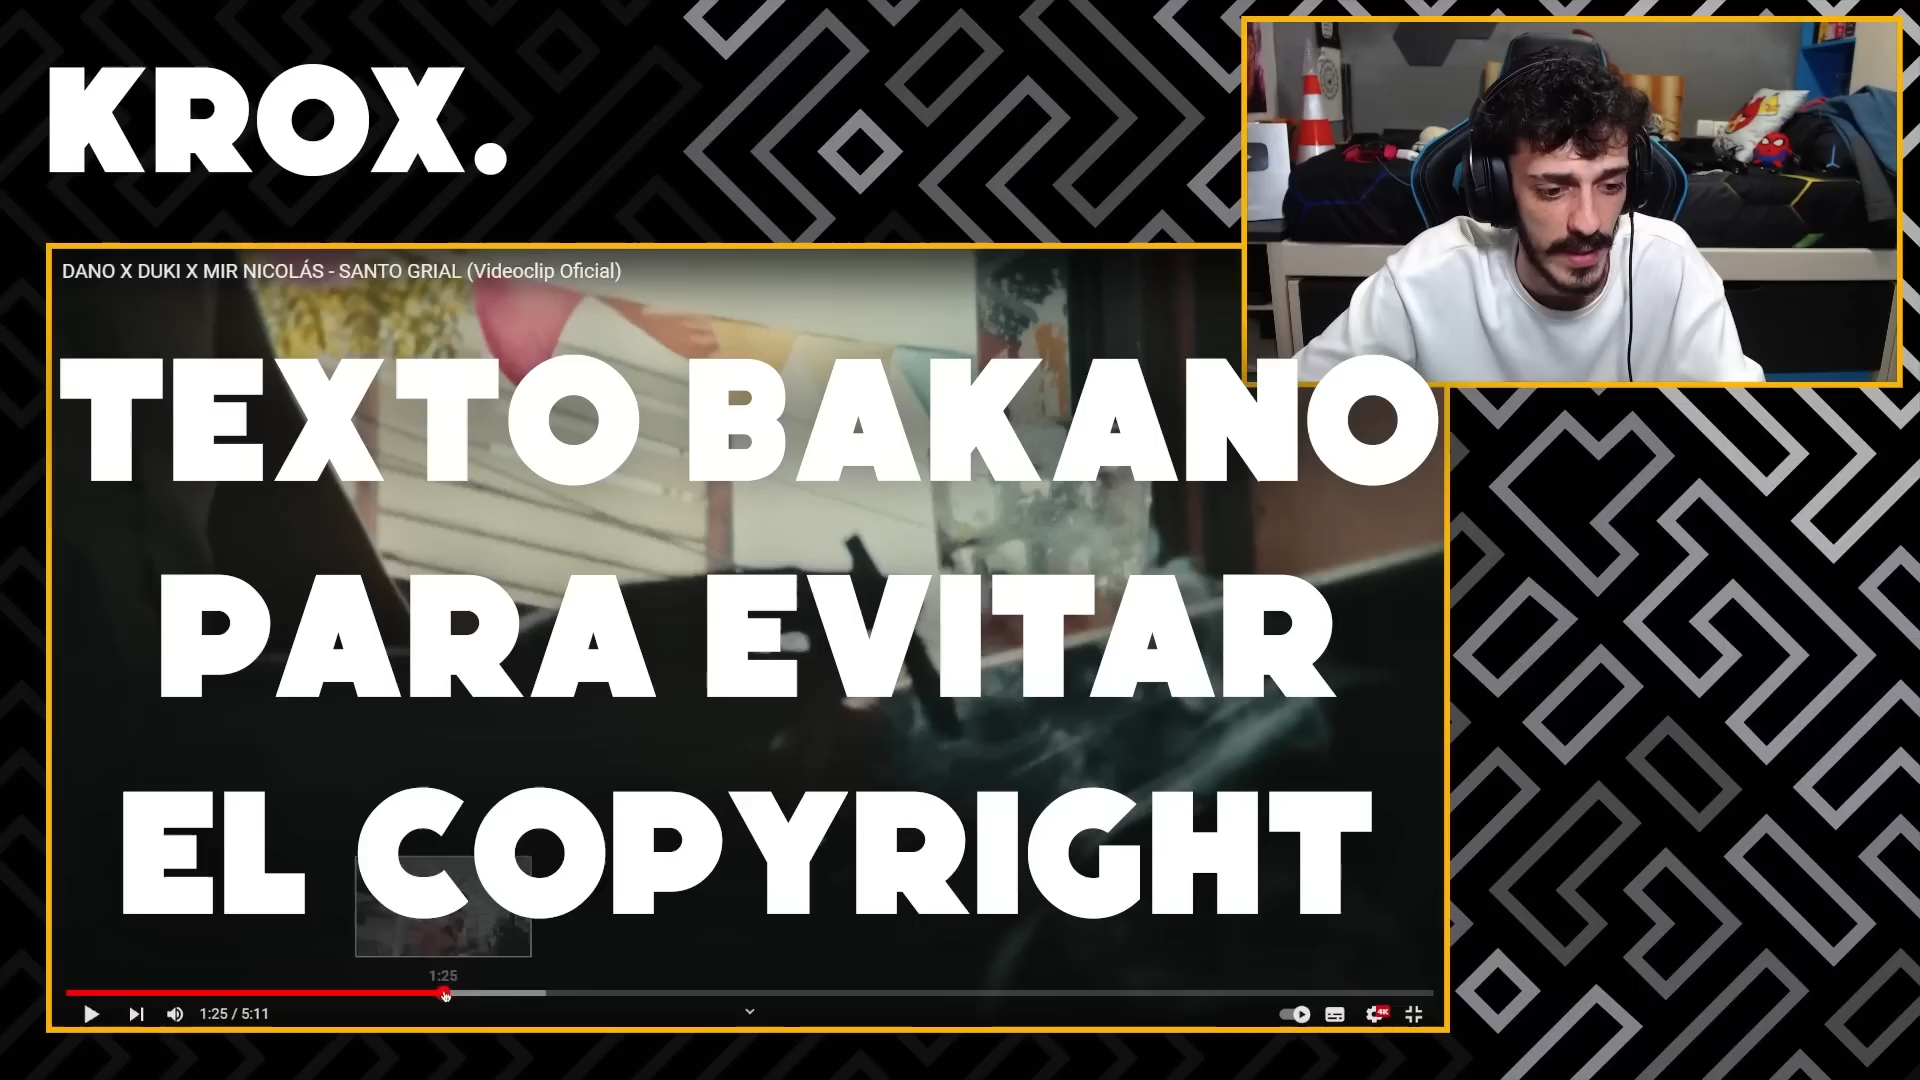 KROX.
DANO X DUKI X MIR NICOLÁS - SANTO GRIAL (Videoclip Oficial)
TEXTO BAKANO
PARA EVITAR
EL COPYRIGHT
1:25
1:25 / 5:11
4K